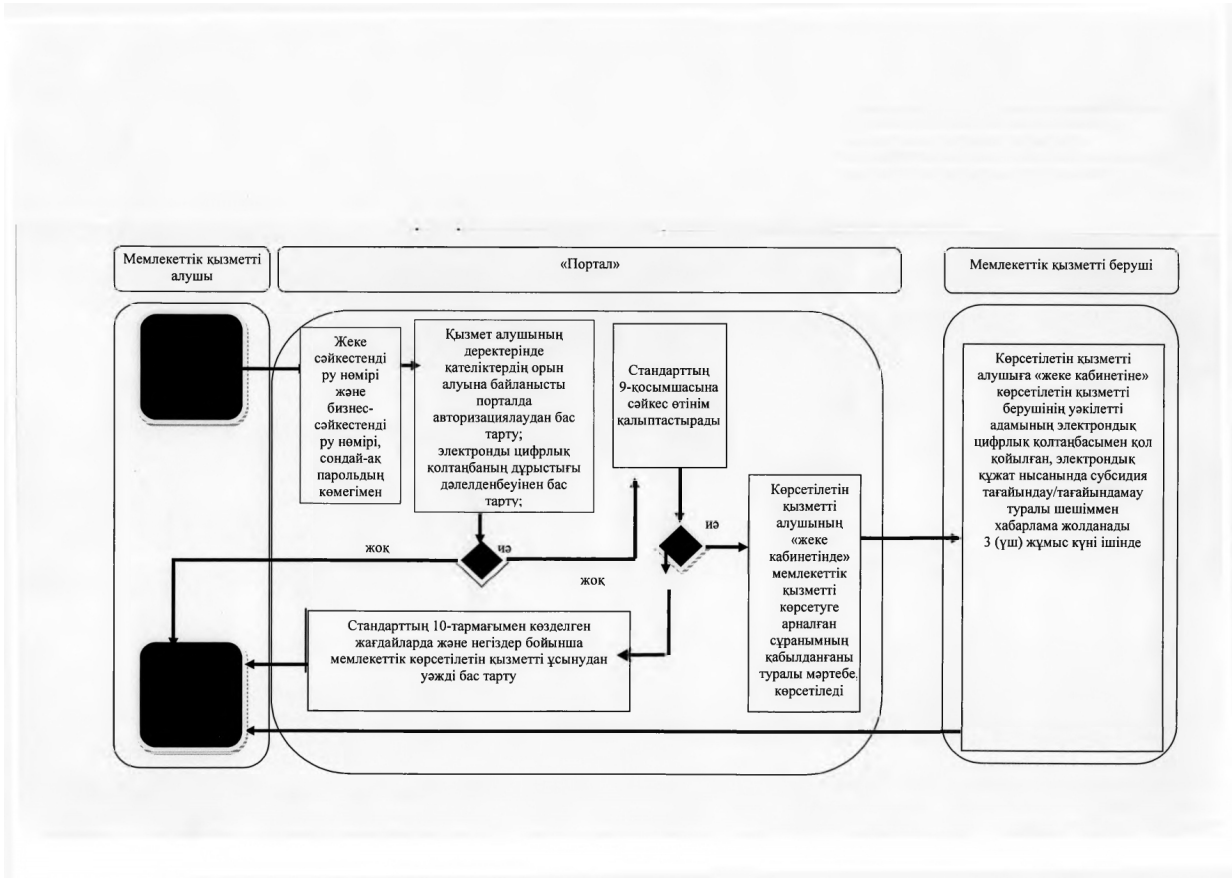 Мемлекеттік қызметті
алушы
«Портал»
Мемлекеттік қызметті беруші
Жеке
сәйкестенді
ру нөмірі
және
бизнес-
сәйкестенді
ру нөмірі,
сондай-ақ
парольдың
көмегімен
Қызмет алушының
деректерінде
қателіктердің орын
алуына байланысты
порталда
авторизациялаудан бас
тарту;
электронды цифрлық
қолтаңбаның дұрыстығы
дәлелденбеуінен бас
тарту;
Стандарттың
9-қосымшасына
сәйкес өтінім
қалыптастырады
Көрсетілетін
қызметті
алушының
«жеке
кабинетінде»
мемлекеттік
қызметті
көрсетуге
арналған
сұранымның
қабылданғаны
туралы мәртебе
көрсетіледі
Көрсетілетін қызметті
алушыға «жеке кабинетіне»
көрсетілетін қызметті
берушінің уәкілетті
адамының электрондық
цифрлық қолтаңбасымен қол
қойылған, электрондық
құжат нысанында субсидия
тағайындау/тағайындамау
туралы шешіммен
хабарлама жолданады
3 (үш) жұмыс күні ішінде
иә
жоқ
иә
жоқ
Стандарттың 10-тармағымен көзделген
жағдайларда және негіздер бойынша
мемлекеттік көрсетілетін қызметті ұсынудан
уәжді бас тарту